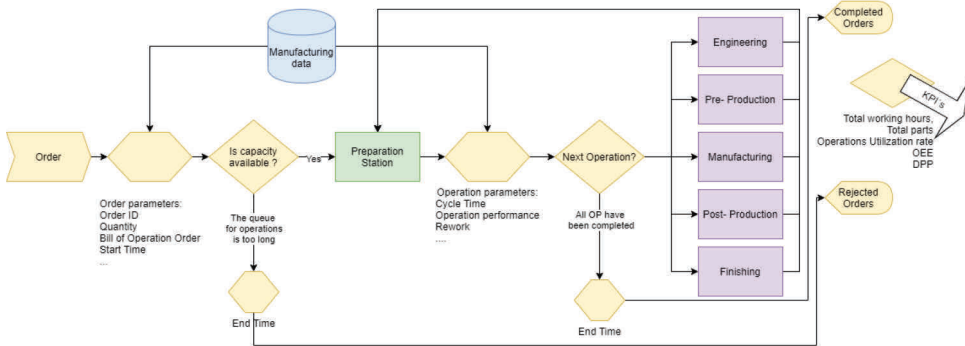 Manufacturing
data
Order
Order parameters:
Order ID
Quantity
Bill of Operation Order
Start Time
...
Is capacity
available ?
Yes
The queue
for operations
is too long
End Time
Preparation
Station
Operation parameters:
Cycle Time
Operation performance
Rework
....
Next Operation?
All OP have
been completed
End Time
Engineering
Pre- Production
Manufacturing
Post- Production
Finishing
Completed
Orders
KPI's
Total working hours,
Total parts
Operations Utilization rate
OEE
DPP
Rejected
Orders